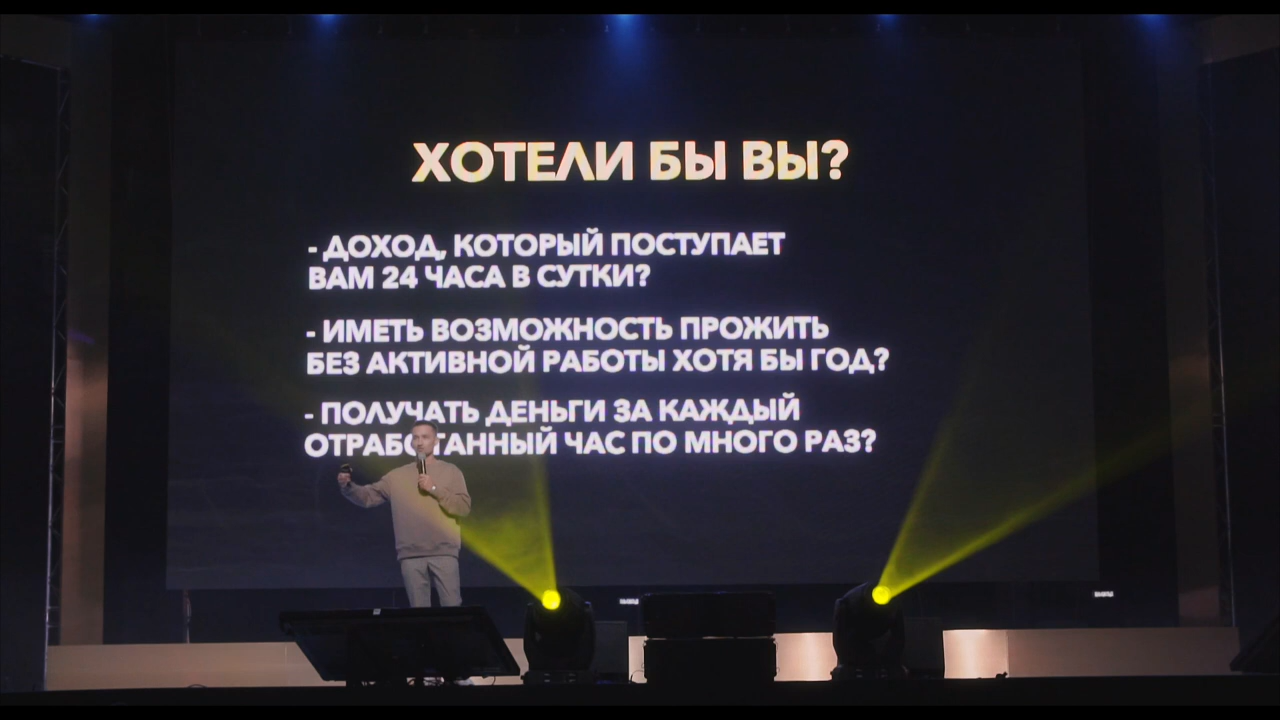 ХОТЕЛИ БЫ ВЫ?
- ДОХОД, КОТОРЫЙ ПОСТУПАЕТ
ВАМ 24 ЧАСА В СУТКИ?
- ИМЕТЬ ВОЗМОЖНОСТЬ ПРОЖИТЬ
БЕЗ АКТИВНОЙ РАБОТЫ ХОТЯ БЫ ГОД?
- ПОЛУЧАТЬ ДЕНЬГИ ЗА КАЖДЫЙ
ОТРАБОТАННЫЙ ЧАС ПО МНОГО РАЗ?